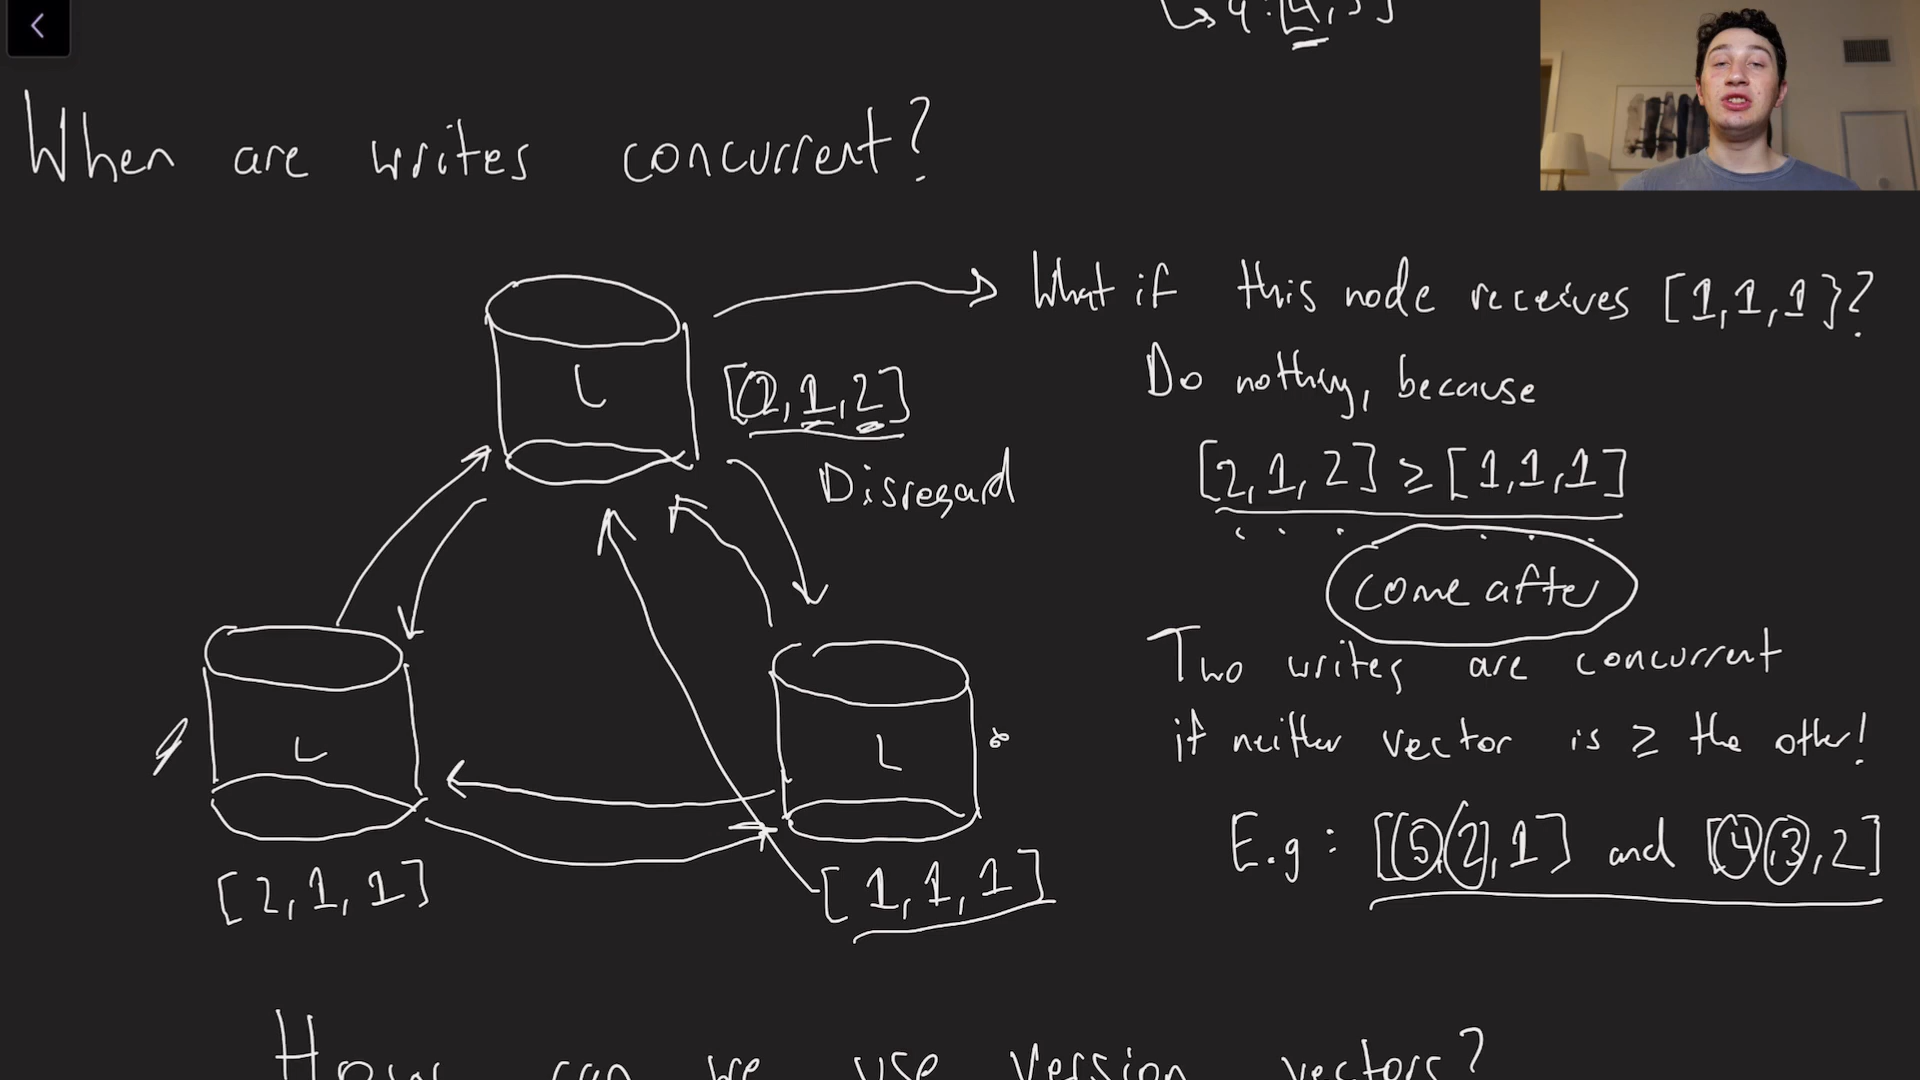 When are writes concurrent?
L
[2,1,2]
Disregard
What if this node receives [1,1,1]?
Do nothing, because
[2,1,2] ≥ [1,1,1]
come after
Two writes are concurrent
if neither vector is ≥ the other!
E.g: [5,2,1] and [4,3,2]
L
[2,1,1]
L
[1,1,1]
How can we use version vectors?